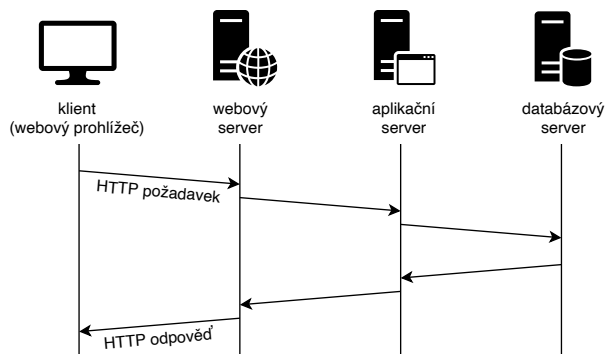 klient
(webový prohlížeč)
webový
server
aplikační
server
databázový
server
HTTP požadavek
HTTP odpověď